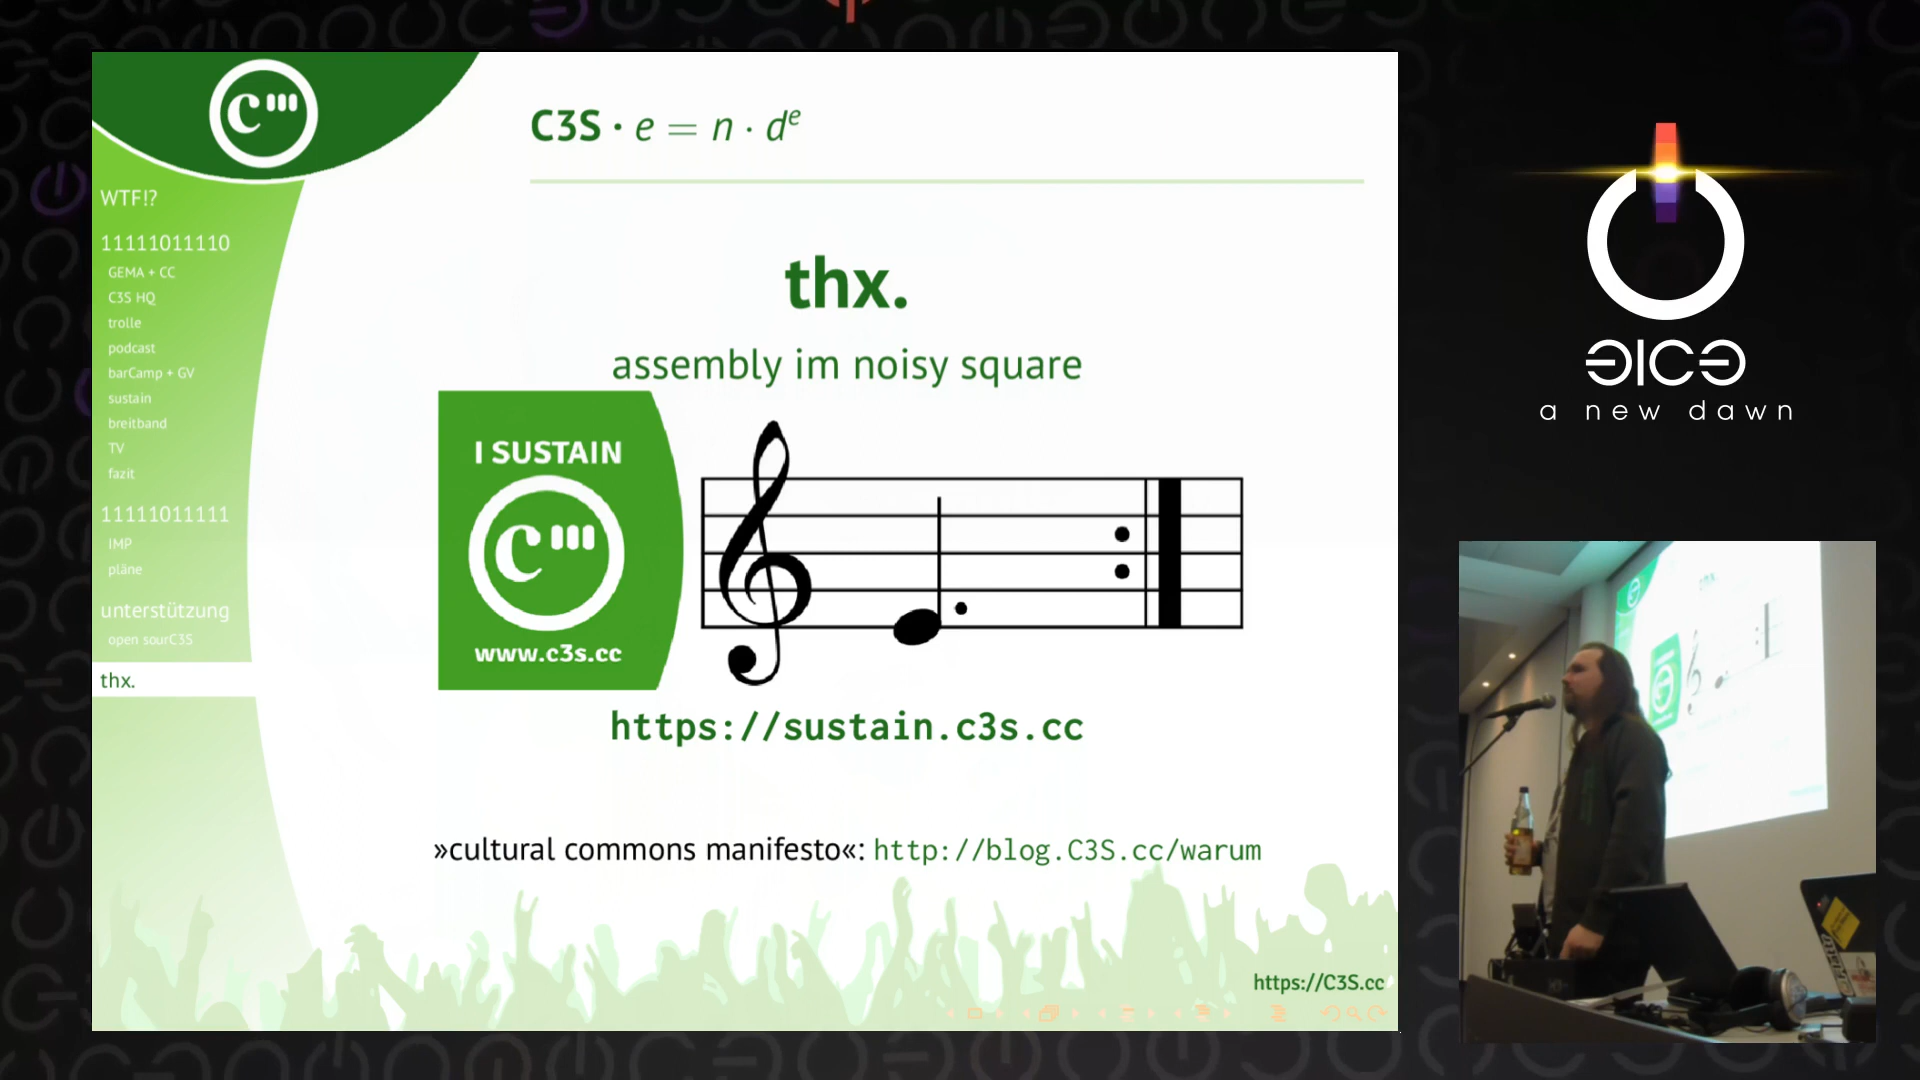 C3S · e = n · dᵉ
WTF!?
11111011110
GEMA + CC
C3S HQ
trolle
podcast
barCamp + GV
sustain
breitband
TV
fazit
11111011111
IMP
pläne
unterstützung
open sourC3S
thx.
thx.
assembly im noisy square
I SUSTAIN
c'''
www.c3s.cc
https://sustain.c3s.cc
»cultural commons manifesto«: http://blog.C3S.cc/warum
https://C3S.cc
a new dawn